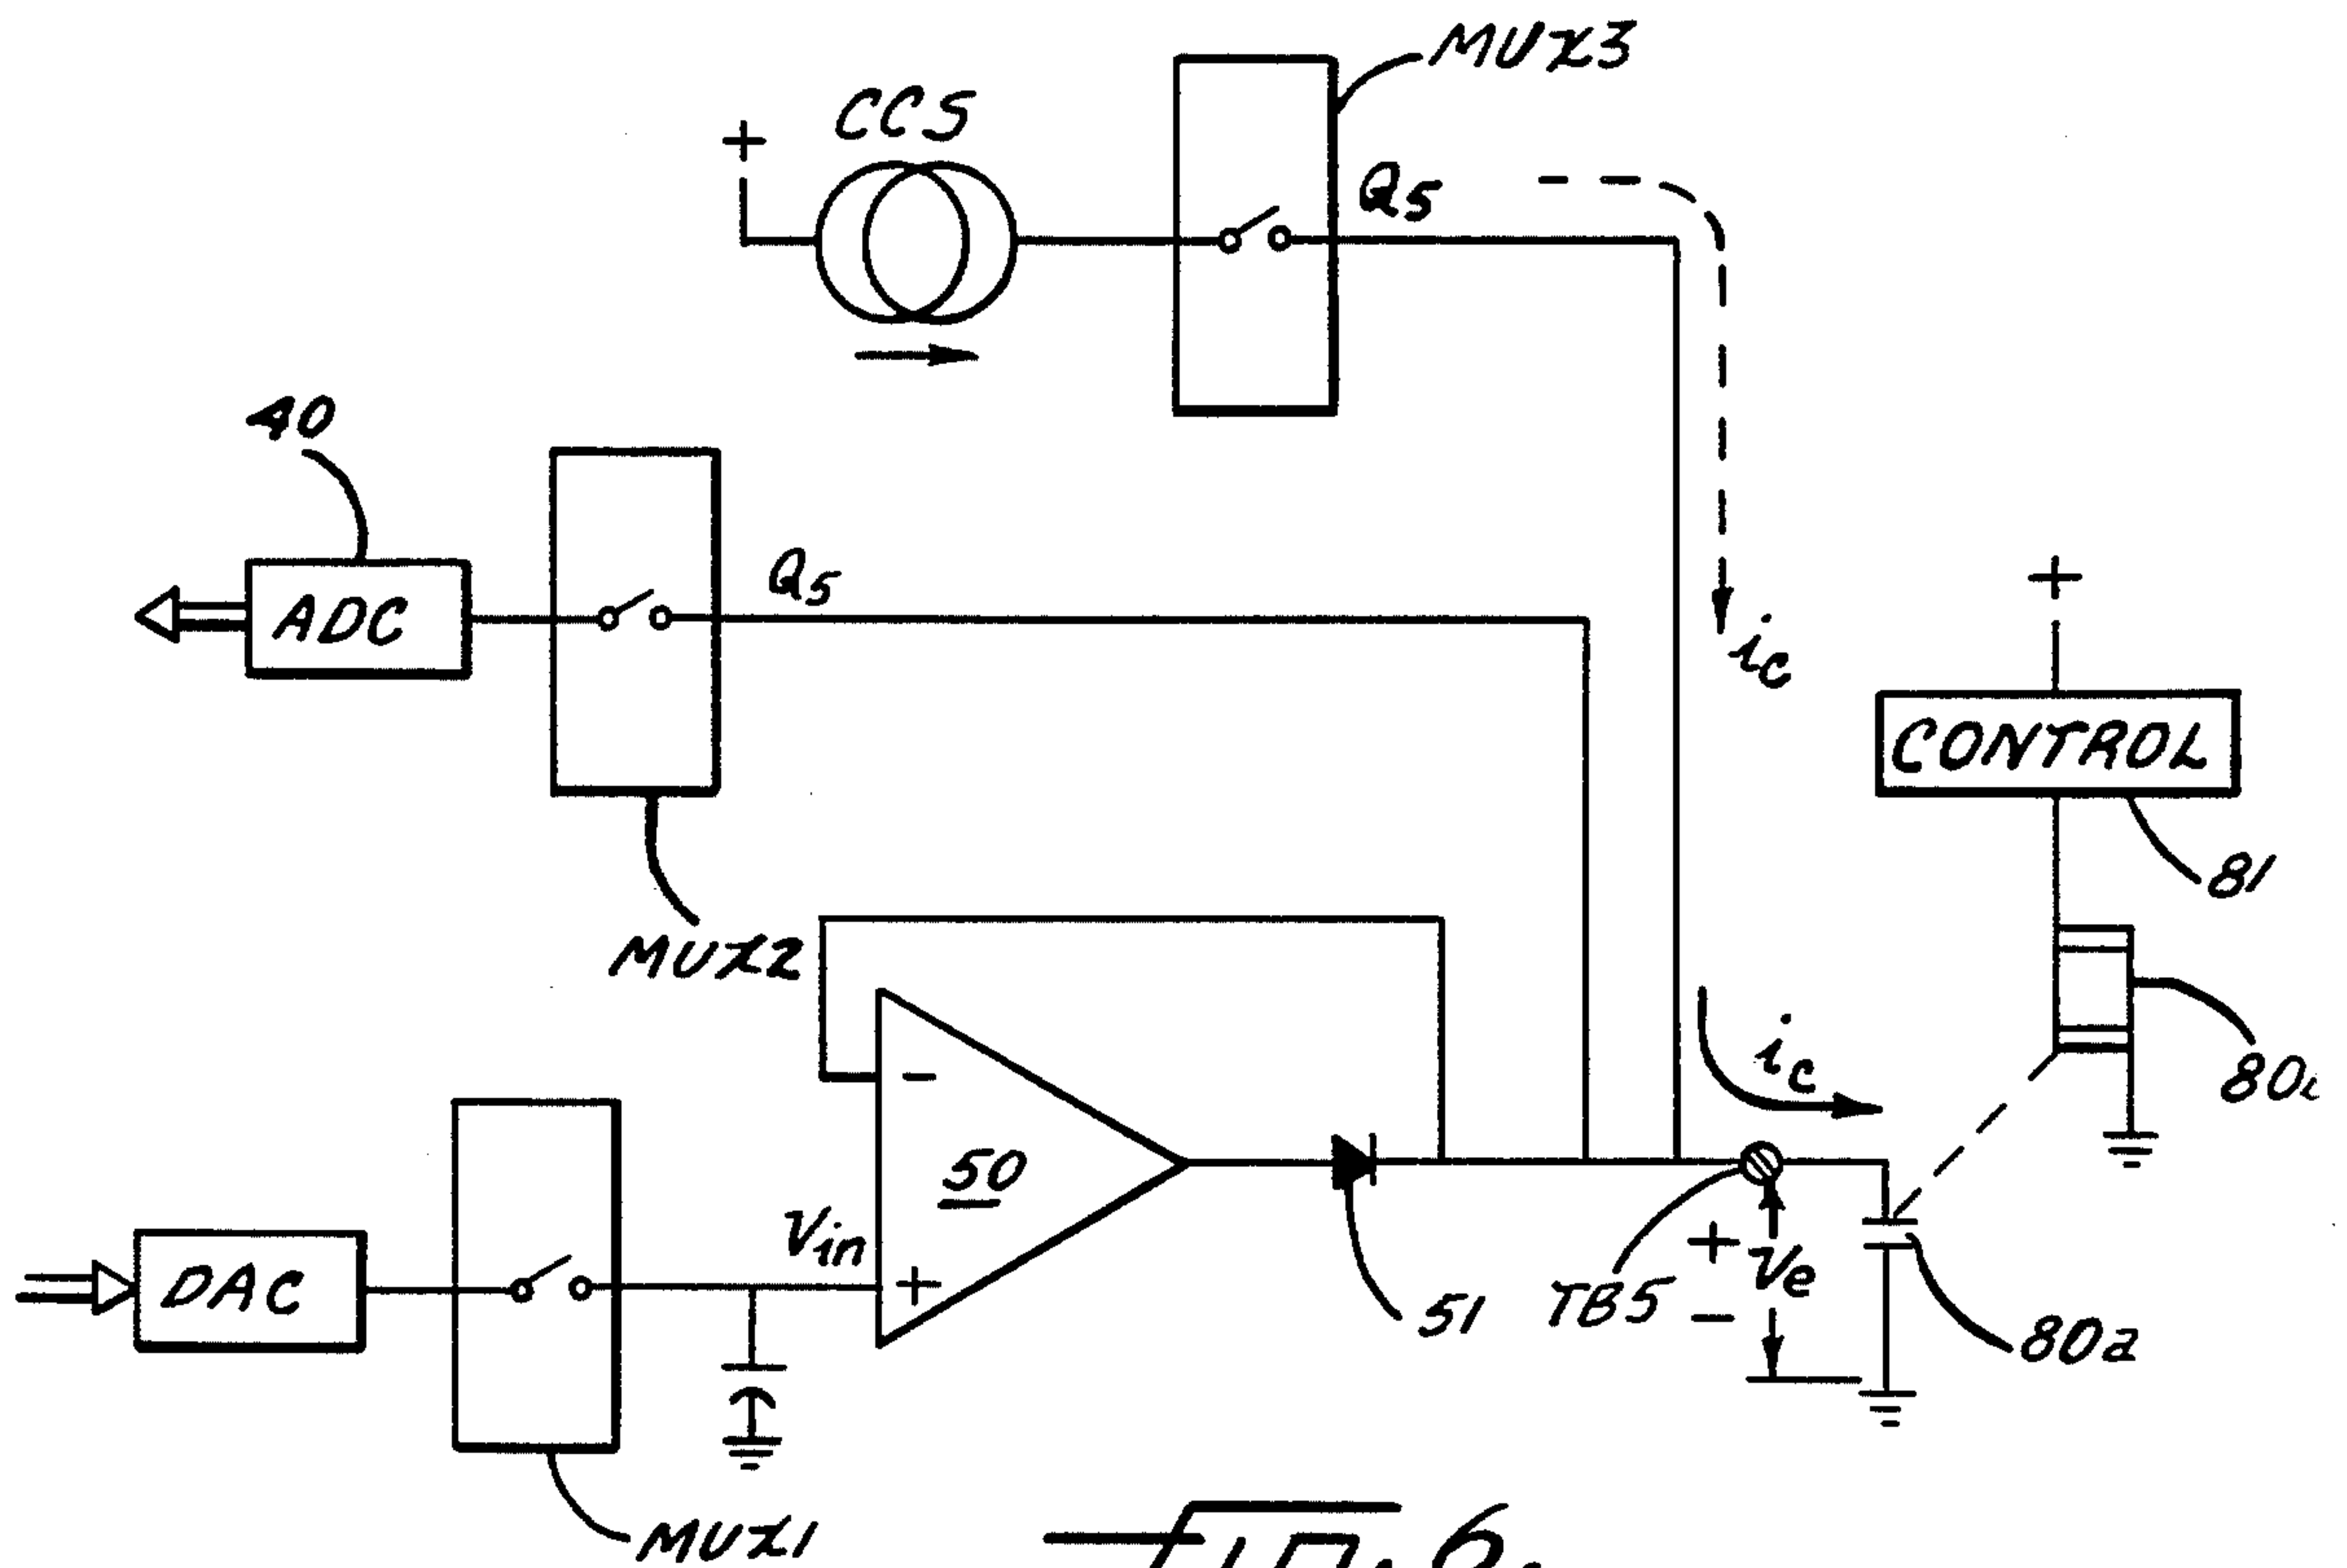 MUX3
CCS
+
Q5
40
ic
ADC
Q5
+
CONTROL
81
MUX2
-
50
ic
Vin
+
DAC
51
TB5
+
Ve
-
80a
MUX1